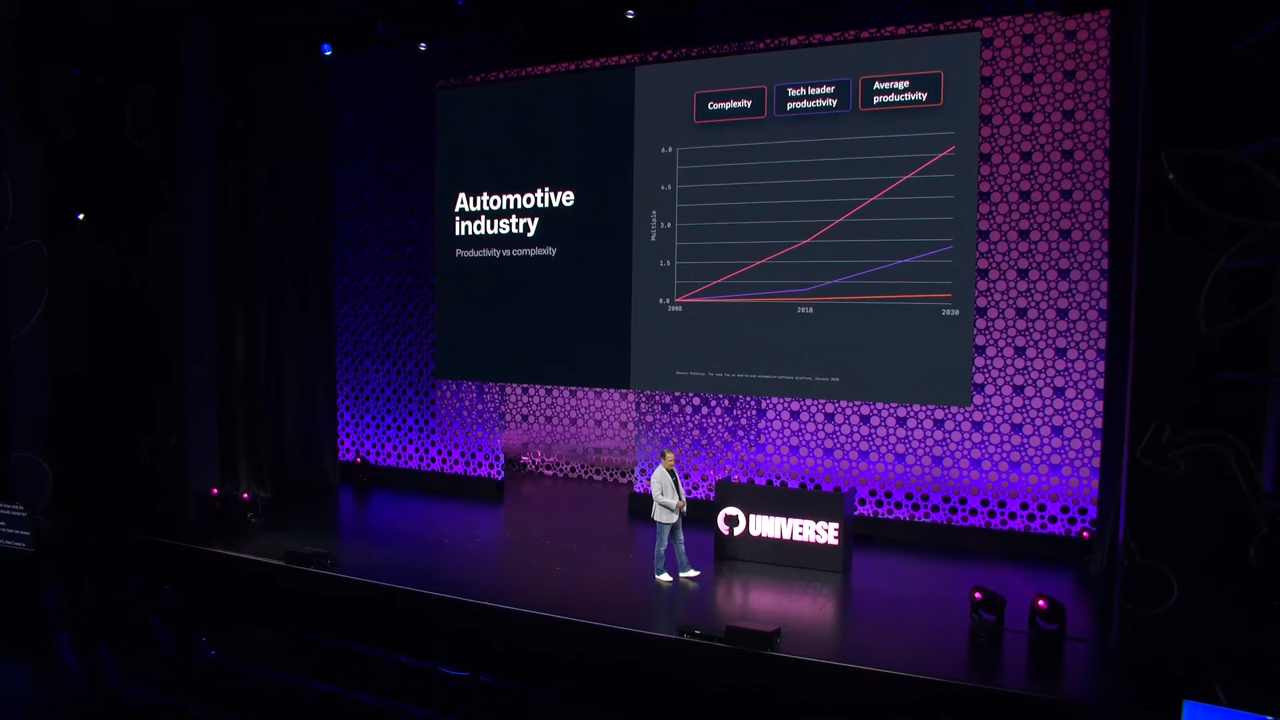 Automotive
industry
Productivity vs complexity
Complexity
Tech leader
productivity
Average
productivity
6.0
4.5
3.0
1.5
0.0
Multiple
2008
2018
2030
UNIVERSE